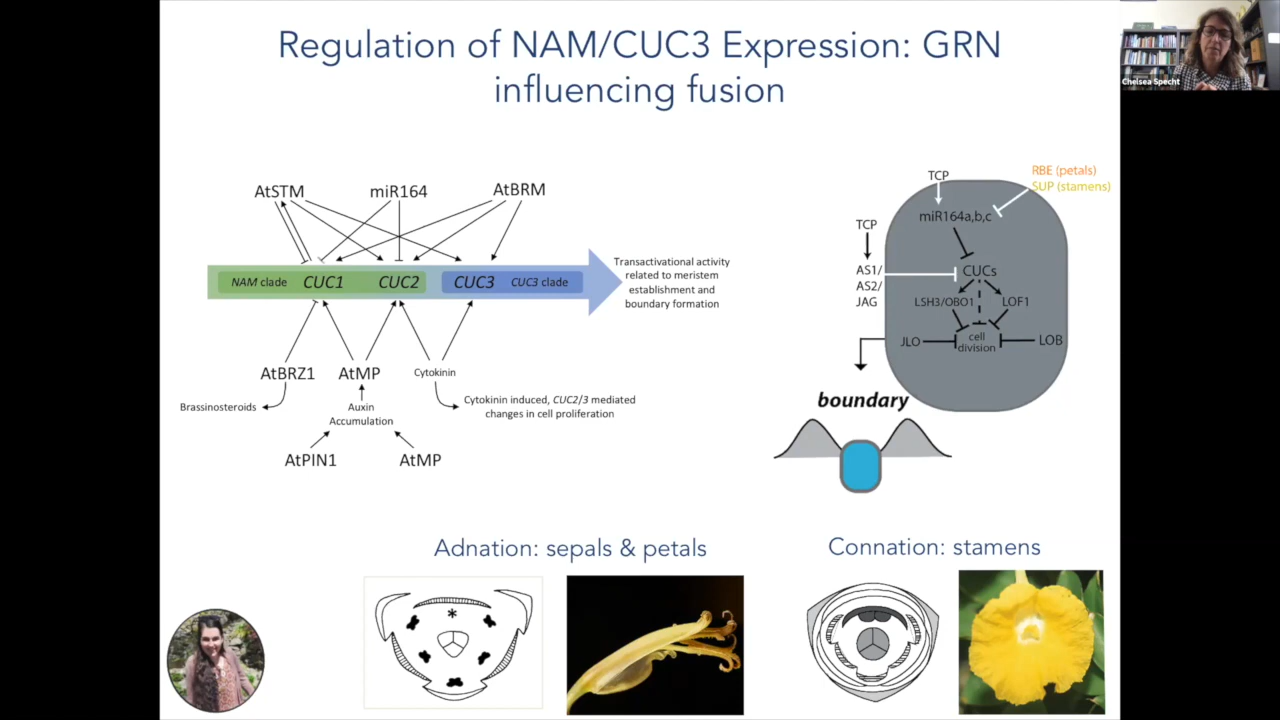 Regulation of NAM/CUC3 Expression: GRN
influencing fusion
Chelsea Specht
AtSTM
miR164
AtBRM
NAM clade
CUC1
CUC2
CUC3
CUC3 clade
Transactivational activity
related to meristem
establishment and
boundary formation
AtBRZ1
AtMP
Cytokinin
Brassinosteroids
Auxin
Accumulation
Cytokinin induced, CUC2/3 mediated
changes in cell proliferation
AtPIN1
AtMP
TCP
RBE (petals)
SUP (stamens)
miR164a,b,c
TCP
AS1/
AS2/
JAG
CUCs
LSH3/OBO1
LOF1
JLO
cell
division
LOB
boundary
Adnation: sepals & petals
Connation: stamens
*